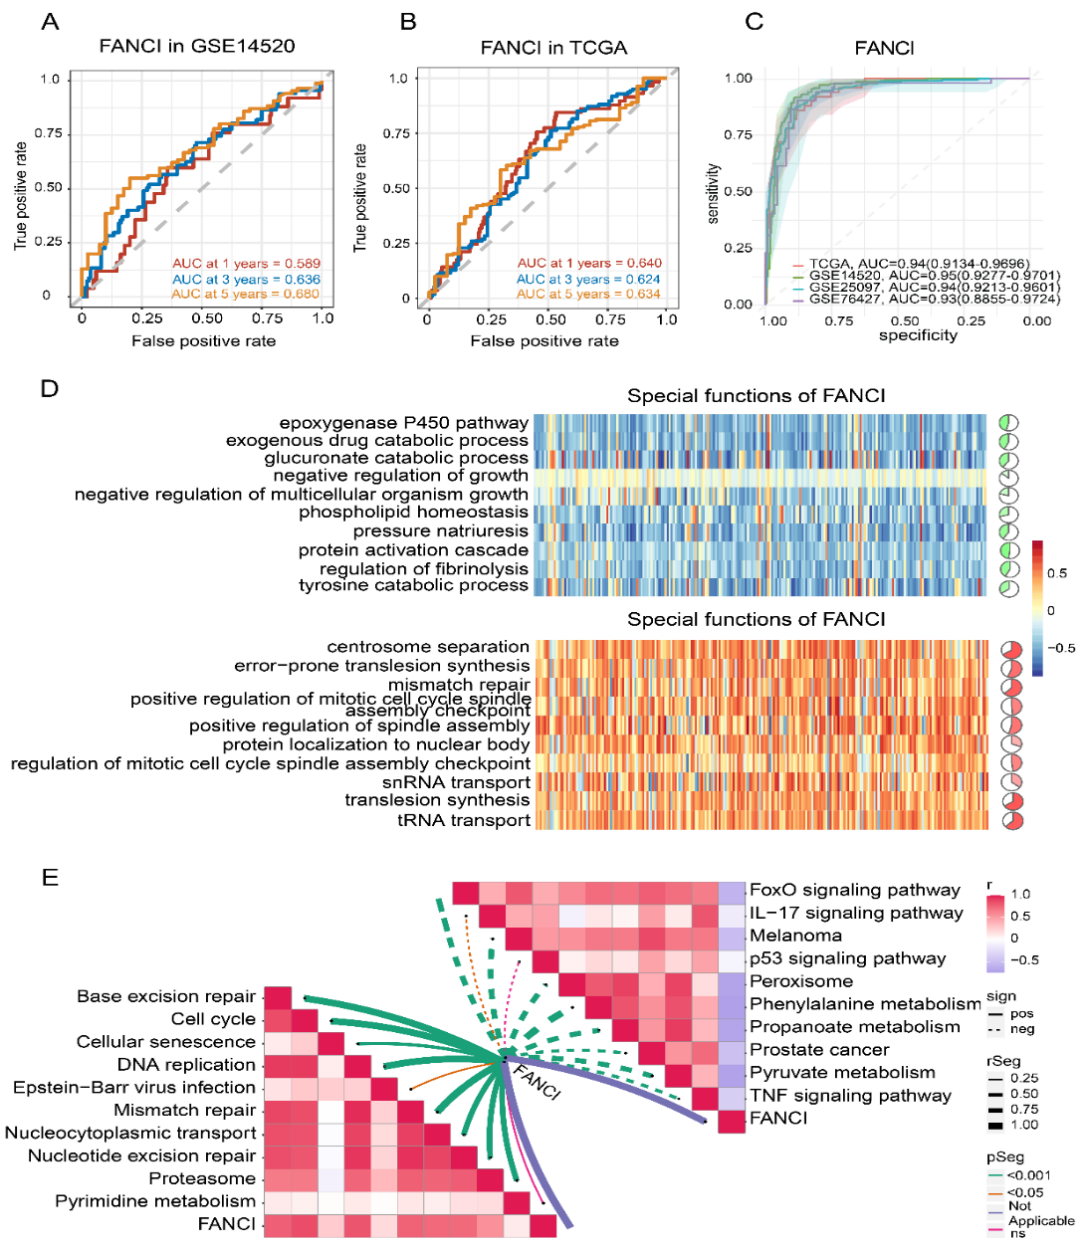 A
FANCI in GSE14520
True positive rate
1.0
0.75
0.50
0.25
0
AUC at 1 years = 0.589
AUC at 3 years = 0.636
AUC at 5 years = 0.680
0
0.25
0.50
0.75
1.0
False positive rate
B
FANCI in TCGA
True positive rate
1.0
0.75
0.50
0.25
0
AUC at 1 years = 0.640
AUC at 3 years = 0.624
AUC at 5 years = 0.634
0
0.25
0.50
0.75
1.0
False positive rate
C
FANCI
sensitivity
1.00
0.75
0.50
0.25
0.00
TCGA, AUC=0.94(0.9134-0.9696)
GSE14520, AUC=0.95(0.9277-0.9701)
GSE25097, AUC=0.94(0.9213-0.9601)
GSE76427, AUC=0.93(0.8855-0.9724)
1.00
0.75
0.50
0.25
0.00
specificity
D
Special functions of FANCI
epoxygenase P450 pathway
exogenous drug catabolic process
glucuronate catabolic process
negative regulation of growth
negative regulation of multicellular organism growth
phospholipid homeostasis
pressure natriuresis
protein activation cascade
regulation of fibrinolysis
tyrosine catabolic process
0.5
0
−0.5
Special functions of FANCI
centrosome separation
error−prone translesion synthesis
mismatch repair
positive regulation of mitotic cell cycle spindle
assembly checkpoint
positive regulation of spindle assembly
protein localization to nuclear body
regulation of mitotic cell cycle spindle assembly checkpoint
snRNA transport
translesion synthesis
tRNA transport
E
FoxO signaling pathway
IL−17 signaling pathway
Melanoma
p53 signaling pathway
Peroxisome
Phenylalanine metabolism
Propanoate metabolism
Prostate cancer
Pyruvate metabolism
TNF signaling pathway
FANCI
Base excision repair
Cell cycle
Cellular senescence
DNA replication
Epstein−Barr virus infection
Mismatch repair
Nucleocytoplasmic transport
Nucleotide excision repair
Proteasome
Pyrimidine metabolism
FANCI
FANCI
r
1.0
0.5
0
−0.5
sign
pos
neg
rSeg
0.25
0.50
0.75
1.00
pSeg
<0.001
<0.05
Not
Applicable
ns